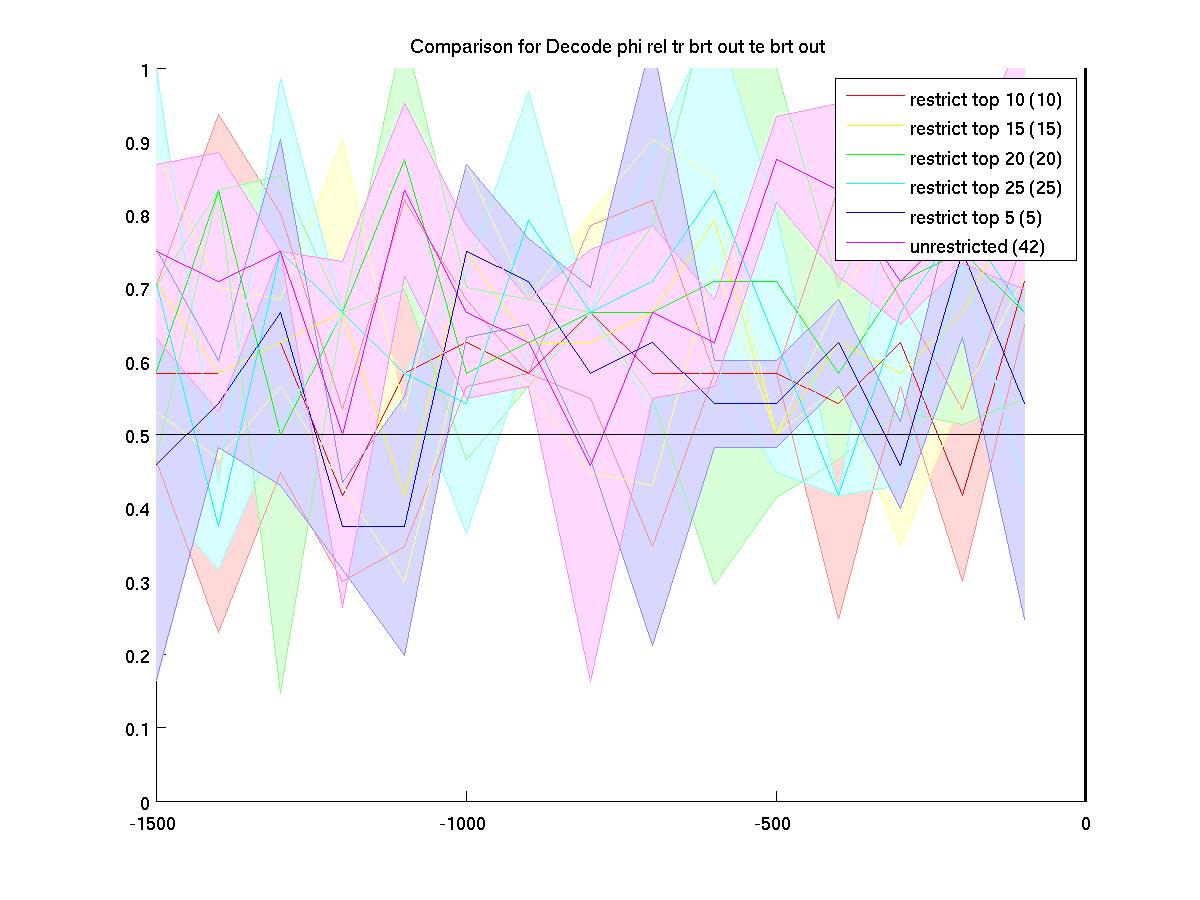 Comparison for Decode phi rel tr brt out te brt out
1
0.9
0.8
0.7
0.6
0.5
0.4
0.3
0.2
0.1
0
-1500
-1000
-500
0
restrict top 10 (10)
restrict top 15 (15)
restrict top 20 (20)
restrict top 25 (25)
restrict top 5 (5)
unrestricted (42)